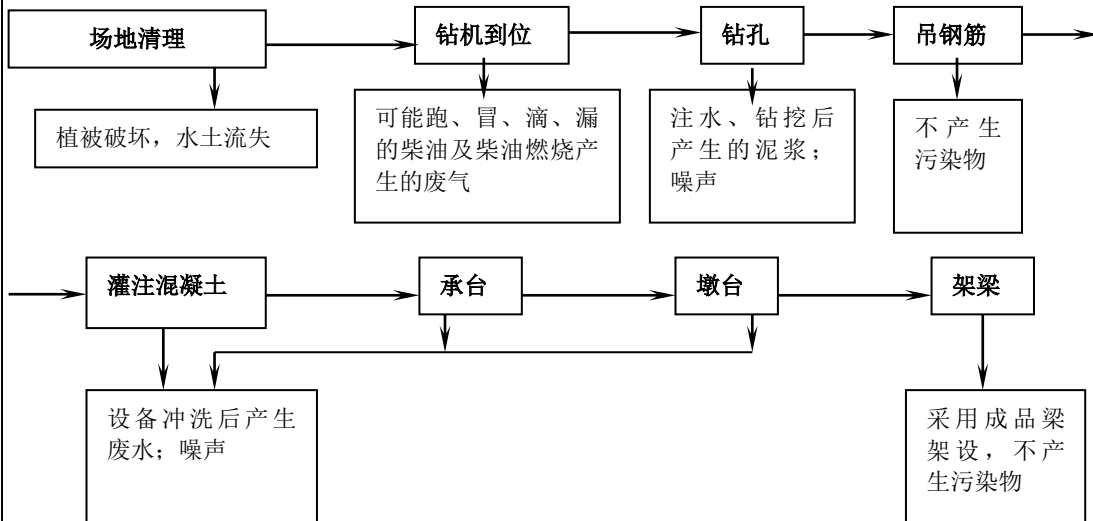 场地清理
钻机到位
钻孔
吊钢筋
植被破坏，水土流失
可能跑、冒、滴、漏
的柴油及柴油燃烧产
生的废气
注水、钻挖后
产生的泥浆；
噪声
不产生
污染物
灌注混凝土
承台
墩台
架梁
设备冲洗后产生
废水；噪声
采用成品梁
架设，不产
生污染物